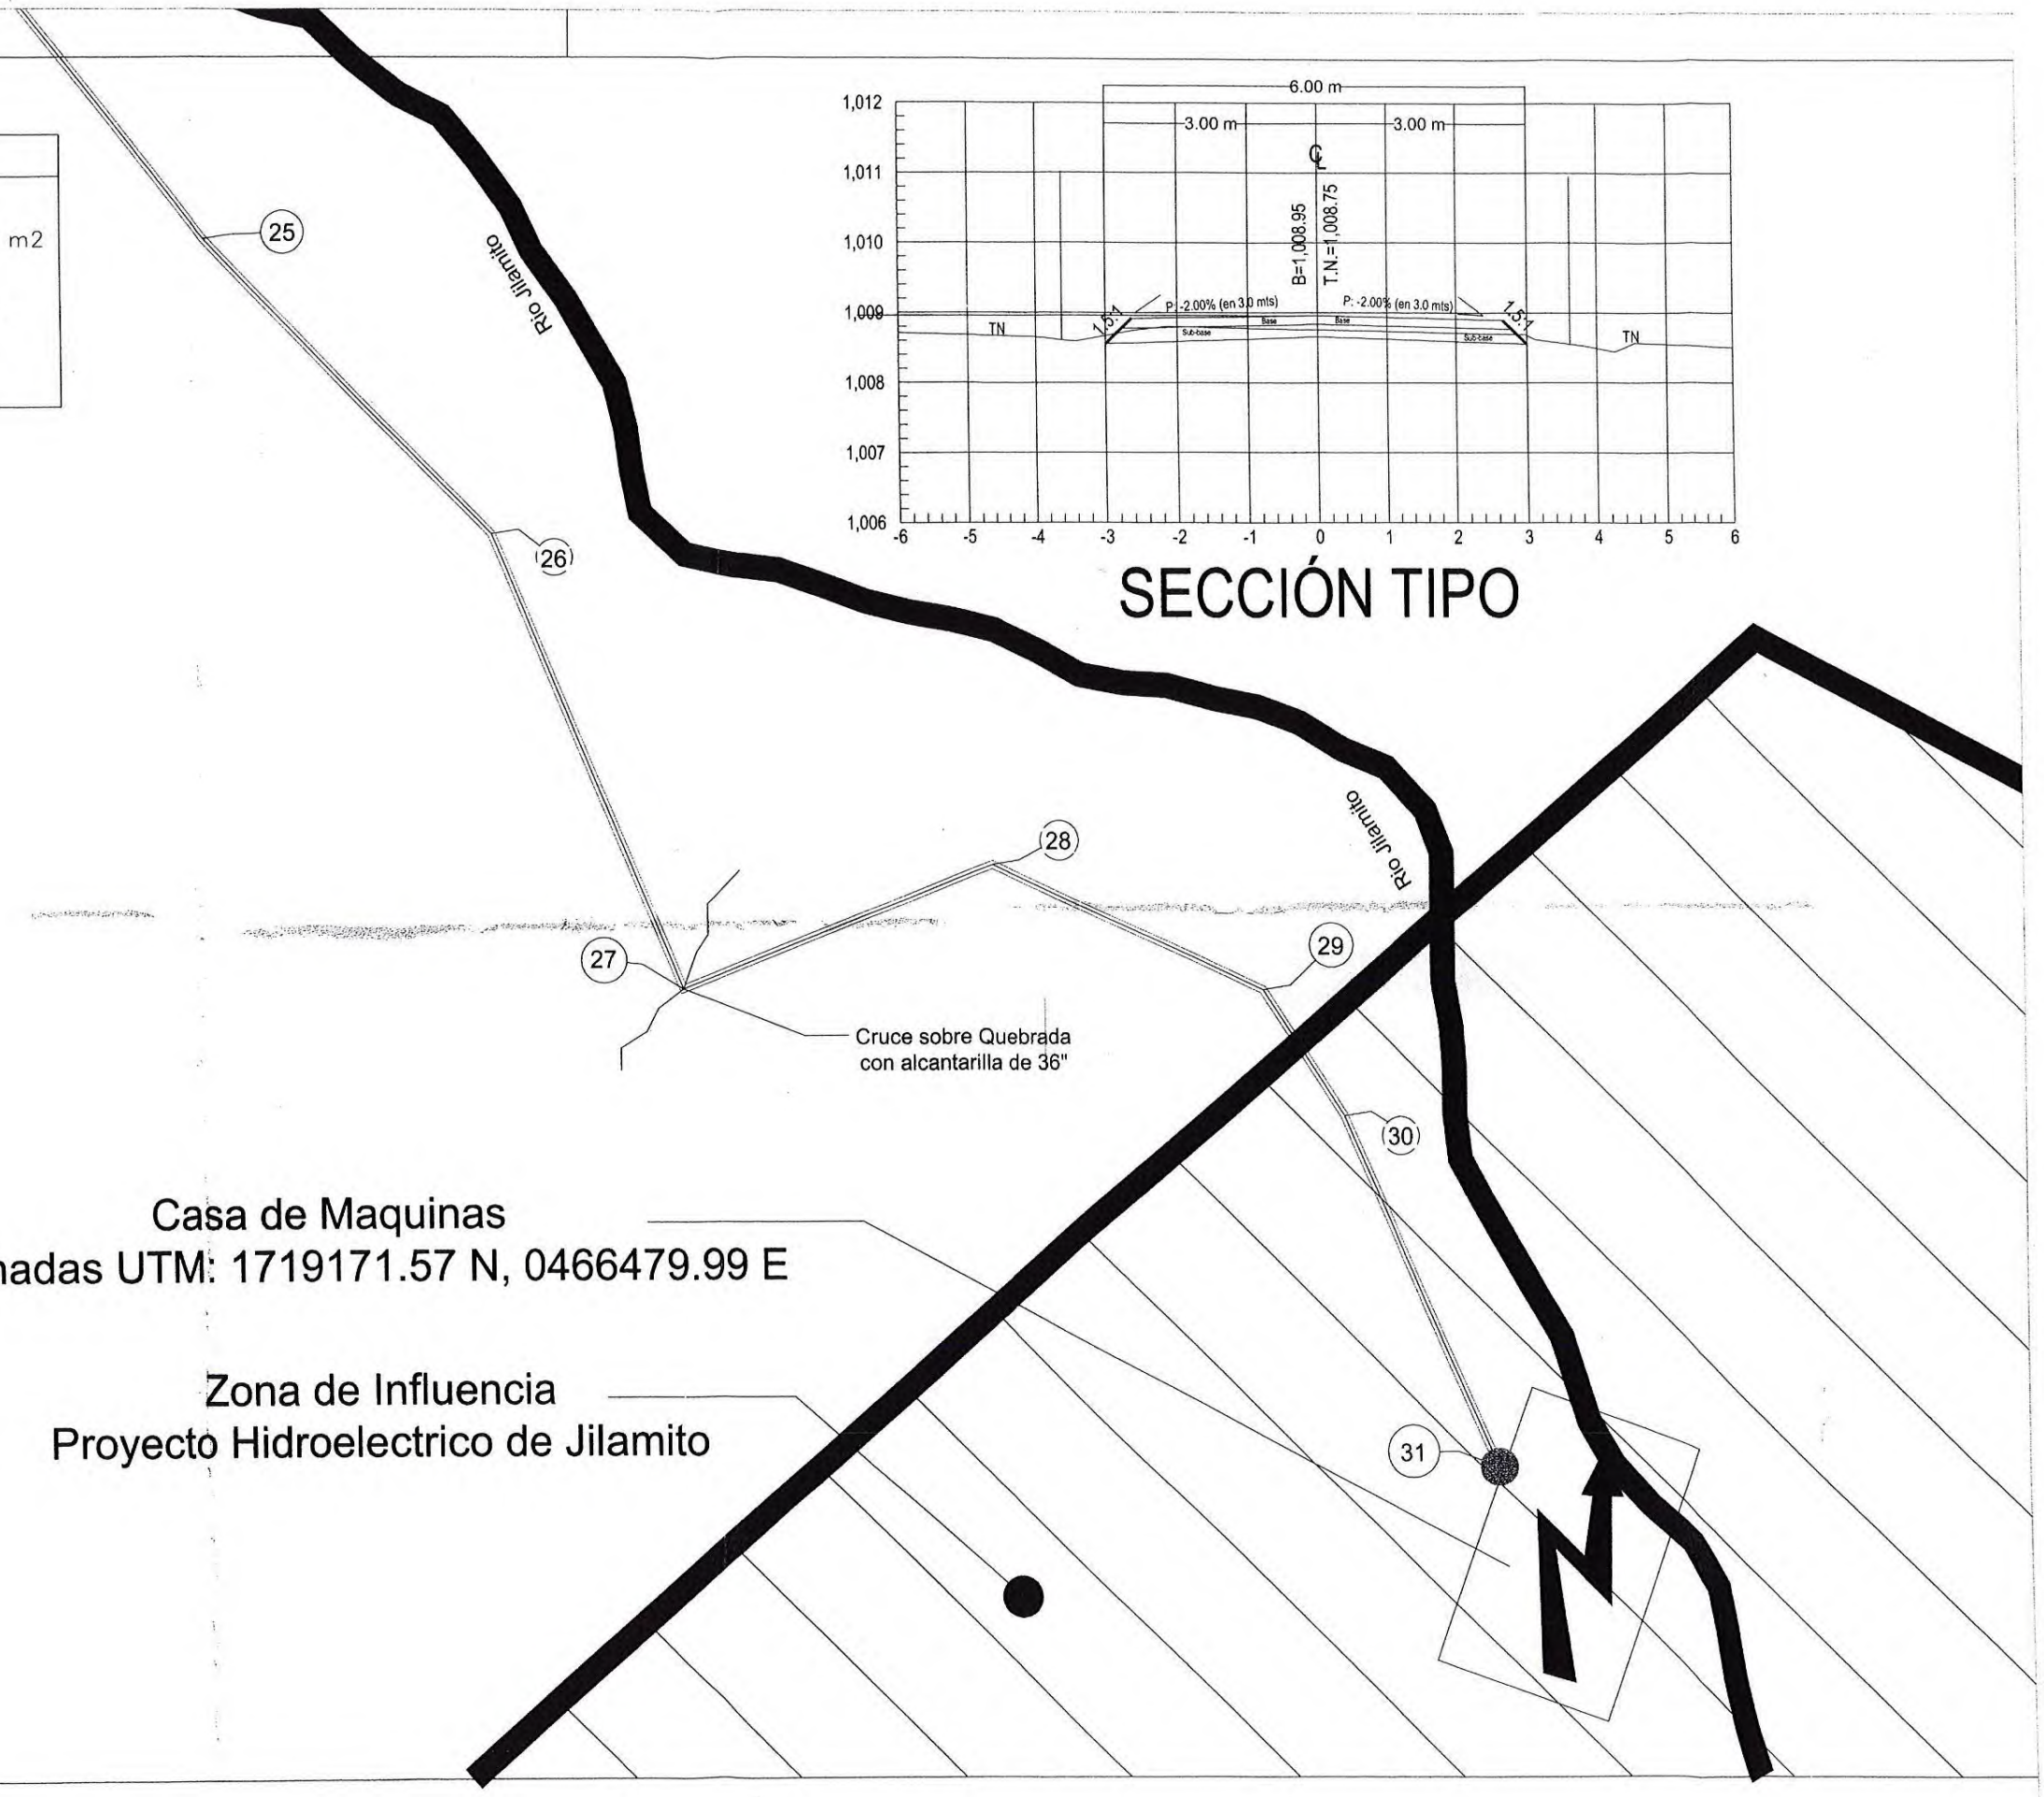 m2
25
26
27
28
29
30
31
Rio Jilamito
Rio Jilamito
6.00 m
3.00 m
3.00 m
1,012
1,011
1,010
1,009
1,008
1,007
1,006
B=1,008.95
T.N.=1,008.75
P: -2.00% (en 3.0 mts)
P: -2.00% (en 3.0 mts)
1.5:1
1.5:1
TN
TN
Base
Base
Sub-base
Sub-base
-6 -5 -4 -3 -2 -1 0 1 2 3 4 5 6
SECCIÓN TIPO
Cruce sobre Quebrada
con alcantarilla de 36"
Casa de Maquinas
nadas UTM: 1719171.57 N, 0466479.99 E
Zona de Influencia
Proyecto Hidroelectrico de Jilamito
N